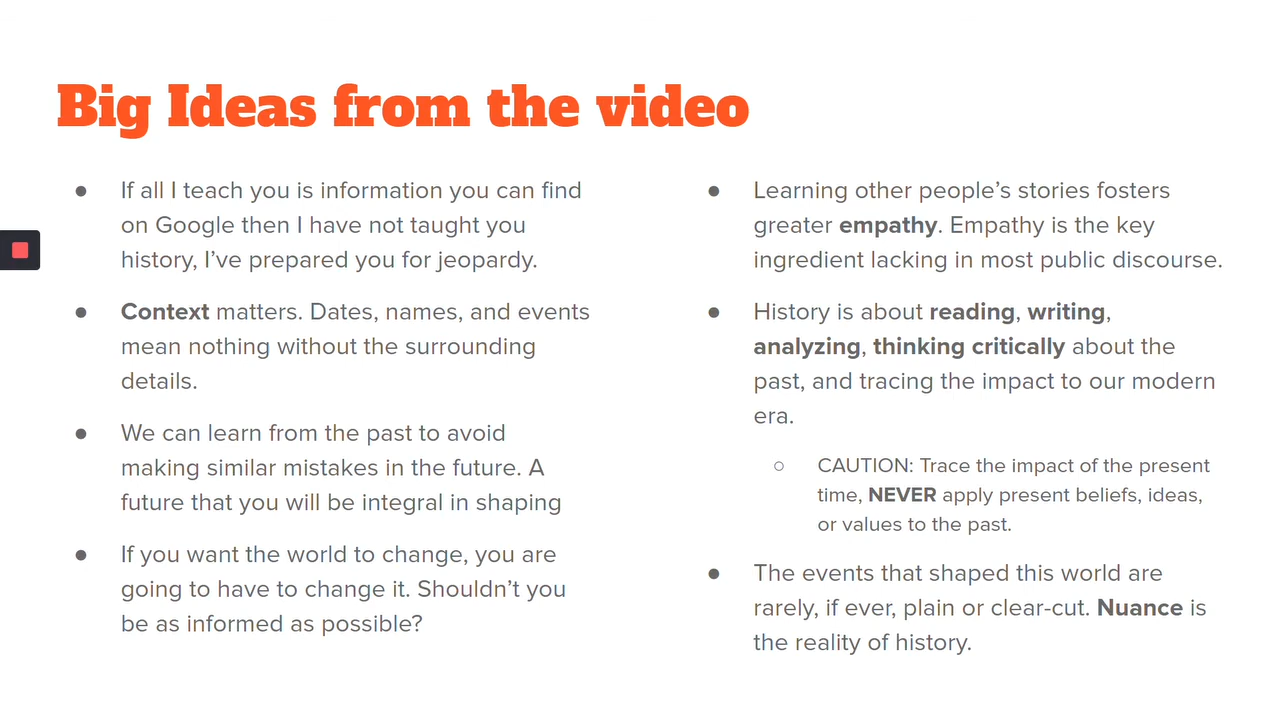 Big Ideas from the video
● If all I teach you is information you can find
on Google then I have not taught you
history, I’ve prepared you for jeopardy.
● Context matters. Dates, names, and events
mean nothing without the surrounding
details.
● We can learn from the past to avoid
making similar mistakes in the future. A
future that you will be integral in shaping
● If you want the world to change, you are
going to have to change it. Shouldn’t you
be as informed as possible?
● Learning other people’s stories fosters
greater empathy. Empathy is the key
ingredient lacking in most public discourse.
● History is about reading, writing,
analyzing, thinking critically about the
past, and tracing the impact to our modern
era.
○ CAUTION: Trace the impact of the present
time, NEVER apply present beliefs, ideas,
or values to the past.
● The events that shaped this world are
rarely, if ever, plain or clear-cut. Nuance is
the reality of history.